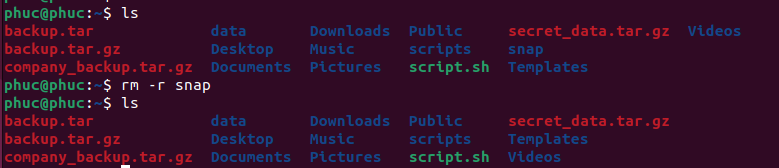 phuc@phuc:~$ ls
backup.tar data Downloads Public secret_data.tar.gz Videos
backup.tar.gz Desktop Music scripts snap
company_backup.tar.gz Documents Pictures script.sh Templates
phuc@phuc:~$ rm -r snap
phuc@phuc:~$ ls
backup.tar data Downloads Public secret_data.tar.gz
backup.tar.gz Desktop Music scripts Templates
company_backup.tar.gz Documents Pictures script.sh Videos